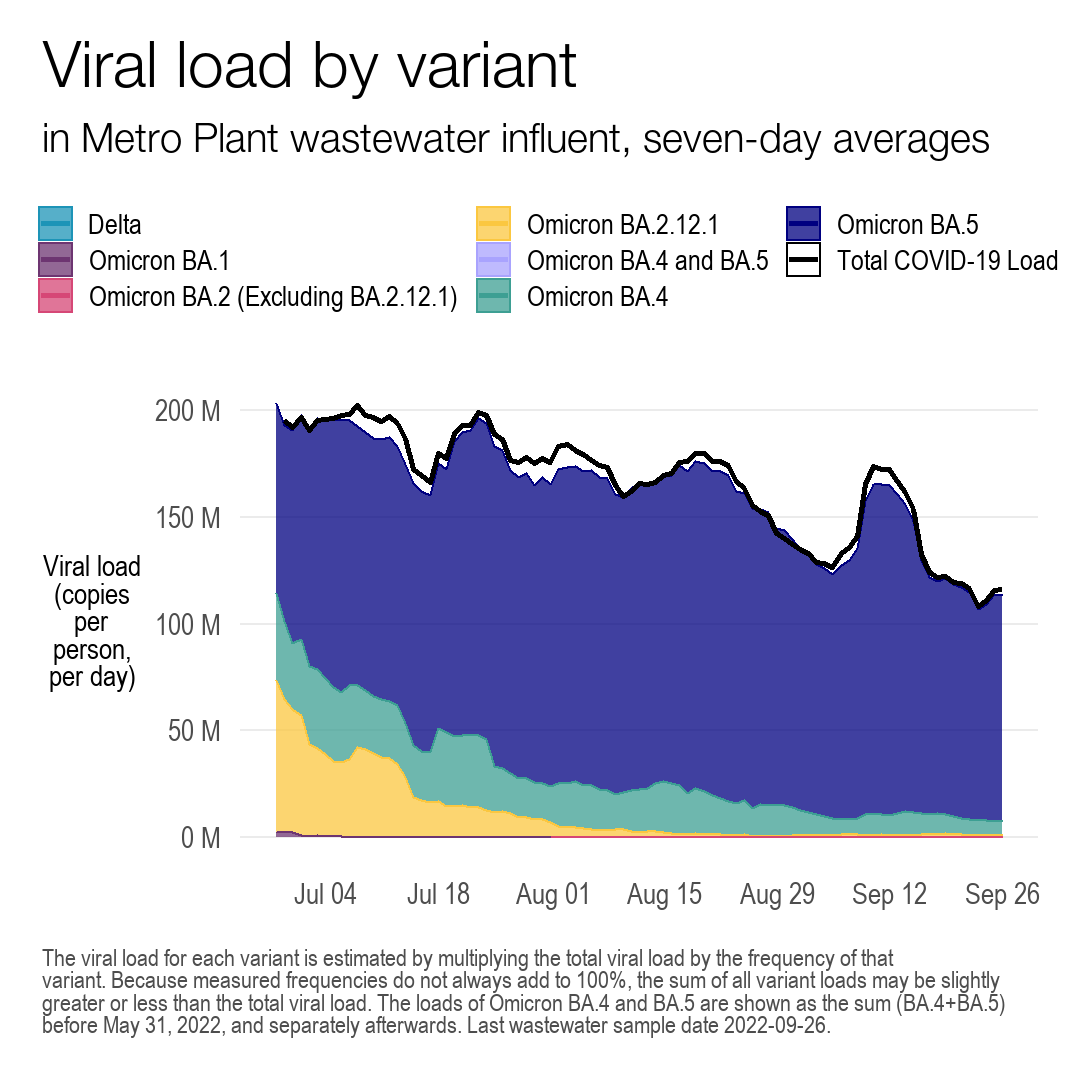 Viral load by variant
in Metro Plant wastewater influent, seven-day averages
Delta
Omicron BA.1
Omicron BA.2 (Excluding BA.2.12.1)
Omicron BA.2.12.1
Omicron BA.4 and BA.5
Omicron BA.4
Omicron BA.5
Total COVID-19 Load
Viral load
(copies
per
person,
per day)
200 M
150 M
100 M
50 M
0 M
Jul 04
Jul 18
Aug 01
Aug 15
Aug 29
Sep 12
Sep 26
The viral load for each variant is estimated by multiplying the total viral load by the frequency of that
variant. Because measured frequencies do not always add to 100%, the sum of all variant loads may be slightly
greater or less than the total viral load. The loads of Omicron BA.4 and BA.5 are shown as the sum (BA.4+BA.5)
before May 31, 2022, and separately afterwards. Last wastewater sample date 2022-09-26.